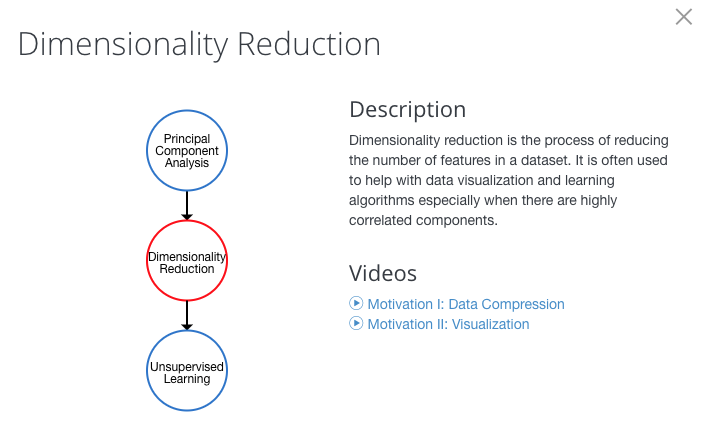 Dimensionality Reduction
Principal
Component
Analysis
Dimensionality
Reduction
Unsupervised
Learning
Description
Dimensionality reduction is the process of reducing
the number of features in a dataset. It is often used
to help with data visualization and learning
algorithms especially when there are highly
correlated components.
Videos
Motivation I: Data Compression
Motivation II: Visualization